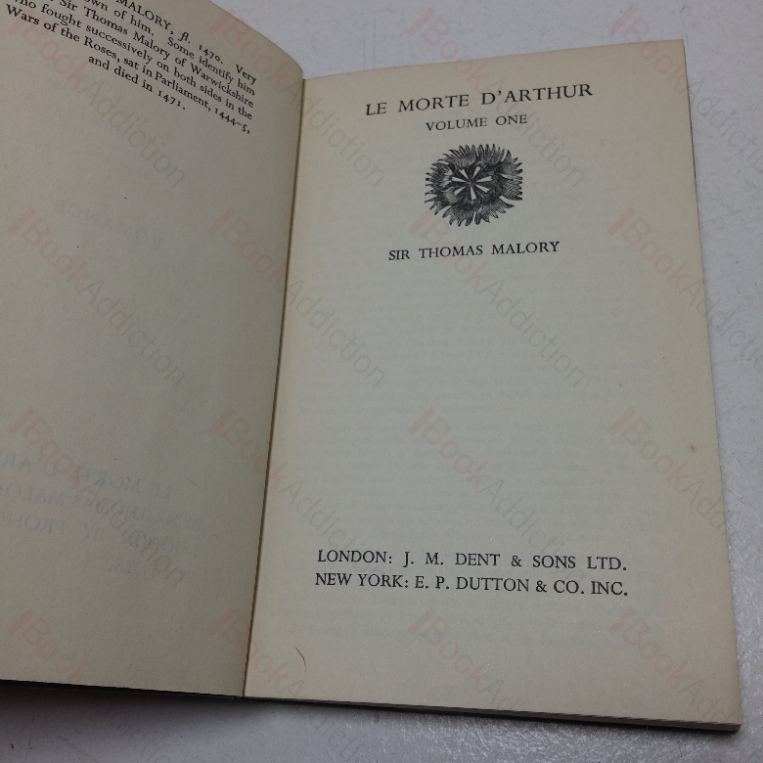 MALORY, fl. 1470. Very
own of him. Some identify him
Sir Thomas Malory of Warwickshire
who fought successively on both sides in the
Wars of the Roses, sat in Parliament, 1444–5,
and died in 1471.
LE MORTE D'ARTHUR
VOLUME ONE
SIR THOMAS MALORY
LONDON: J. M. DENT & SONS LTD.
NEW YORK: E. P. DUTTON & CO. INC.
BookAddiction